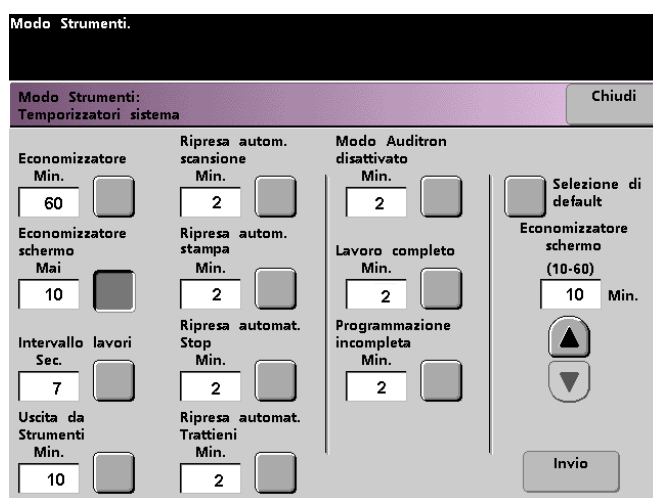 Modo Strumenti.
Modo Strumenti:
Temporizzatori sistema
Chiudi
Economizzatore
Min.
60
Economizzatore
schermo
Mai
10
Intervallo lavori
Sec.
7
Uscita da
Strumenti
Min.
10
Ripresa autom.
scansione
Min.
2
Ripresa autom.
stampa
Min.
2
Ripresa automat.
Stop
Min.
2
Ripresa automat.
Trattieni
Min.
2
Modo Auditron
disattivato
Min.
2
Lavoro completo
Min.
2
Programmazione
incompleta
Min.
2
Selezione di
default
Economizzatore
schermo
(10-60)
10 Min.
Invio